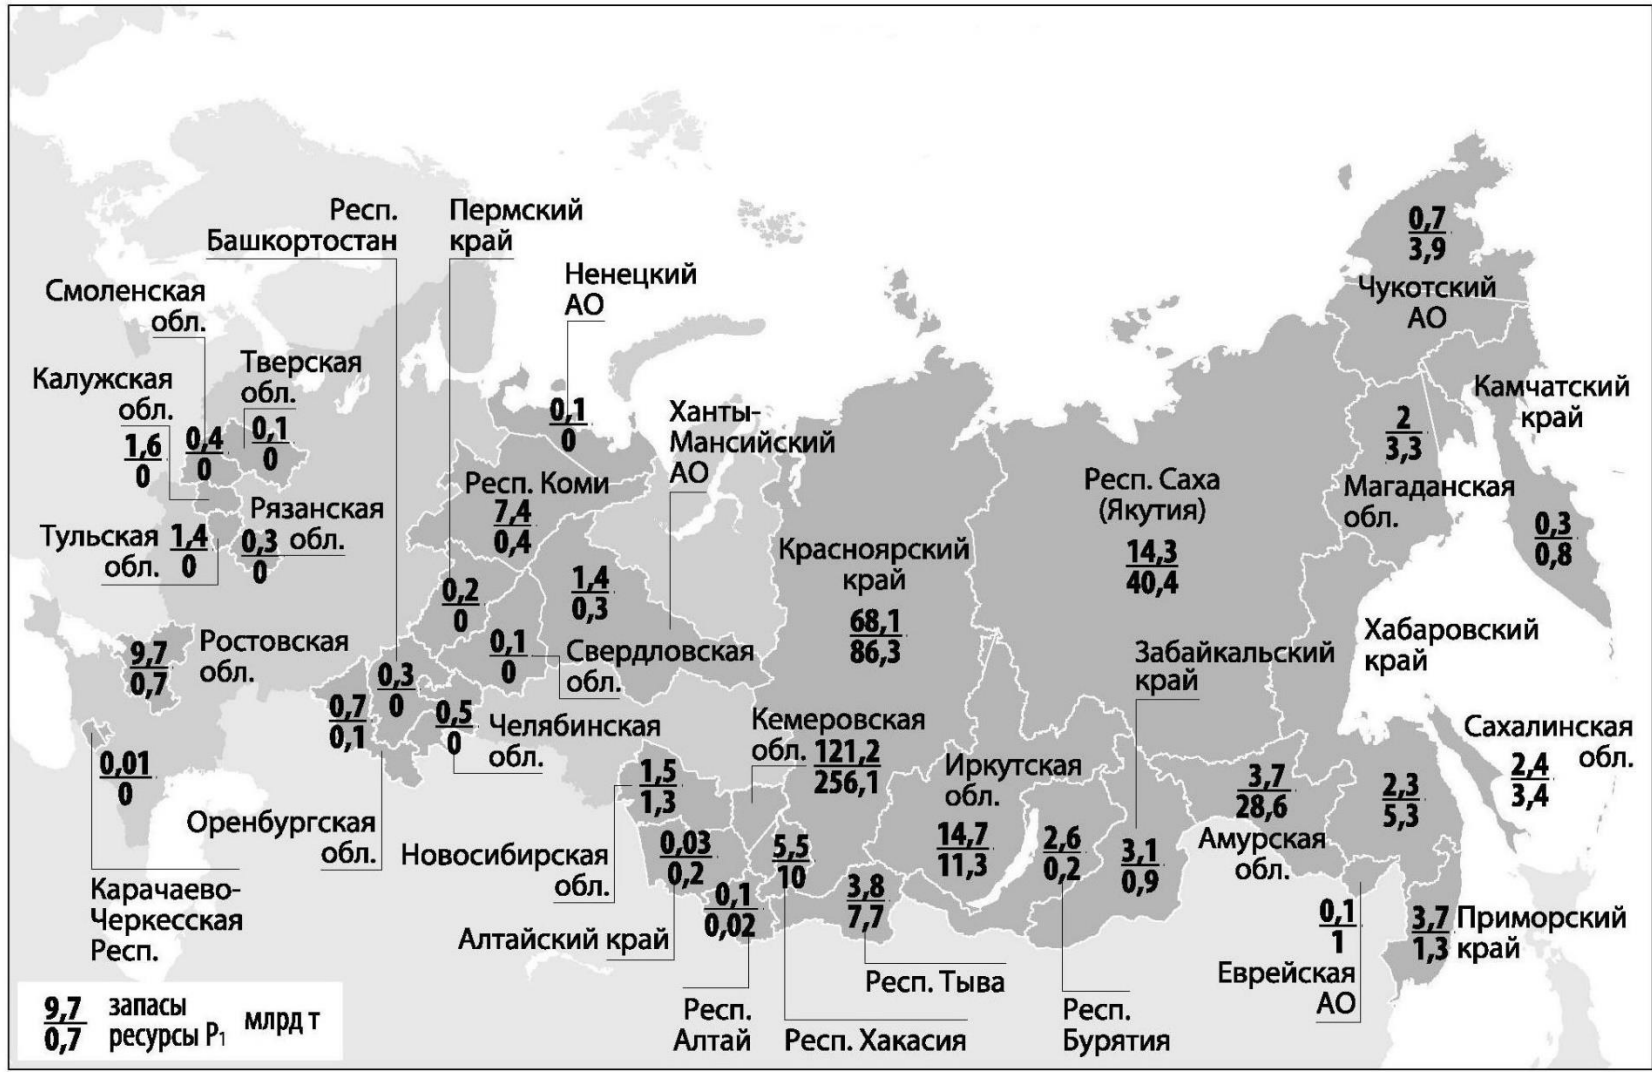 Респ.
Башкортостан
Пермский
край
Ненецкий
АО
0,1
0
Смоленская
обл.
0,4
0
Тверская
обл.
0,1
0
Калужская
обл.
1,6
0
Рязанская
обл.
0,3
0
Тульская
обл.
1,4
0
Респ. Коми
7,4
0,4
Ханты-
Мансийский
АО
1,4
0,3
0,2
0
0,1
0
Свердловская
обл.
0,3
0
0,5
0
Челябинская
обл.
0,7
0,1
Оренбургская
обл.
9,7
0,7
Ростовская
обл.
0,01
0
Карачаево-
Черкесская
Респ.
Красноярский
край
68,1
86,3
Респ. Саха
(Якутия)
14,3
40,4
0,7
3,9
Чукотский
АО
2
3,3
Магаданская
обл.
Камчатский
край
0,3
0,8
Хабаровский
край
2,3
5,3
Забайкальский
край
3,1
0,9
Сахалинская
обл.
2,4
3,4
Кемеровская
обл.
121,2
256,1
Иркутская
обл.
14,7
11,3
2,6
0,2
3,7
28,6
Амурская
обл.
1,5
1,3
Новосибирская
обл.
0,03
0,2
Алтайский край
0,1
0,02
Респ.
Алтай
5,5
10
Респ. Хакасия
3,8
7,7
Респ. Тыва
Респ.
Бурятия
0,1
1
Еврейская
АО
3,7
1,3
Приморский
край
9,7
0,7
запасы
ресурсы P1
млрд т